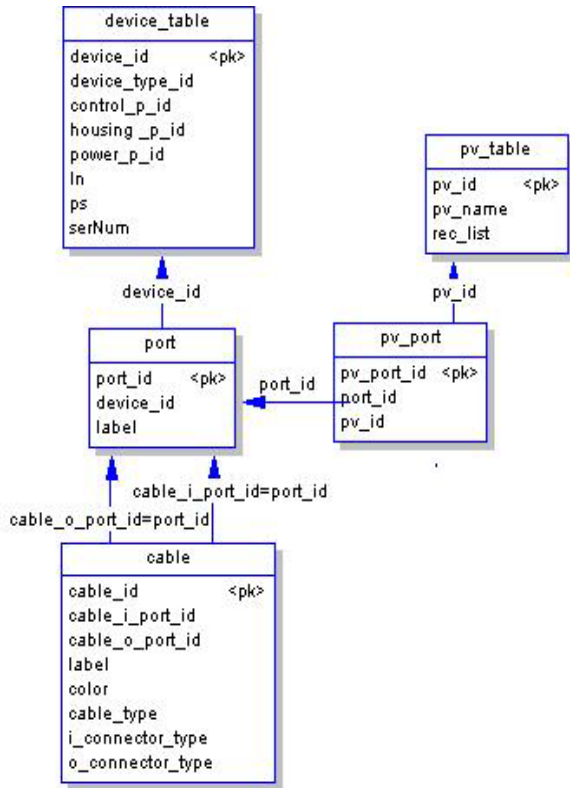 device_table
device_id <pk>
device_type_id
control_p_id
housing _p_id
power_p_id
ln
ps
serNum
pv_table
pv_id <pk>
pv_name
rec_list
device_id
pv_id
port
port_id <pk>
device_id
label
port_id
pv_port
pv_port_id <pk>
port_id
pv_id
cable_i_port_id=port_id
cable_o_port_id=port_id
cable
cable_id <pk>
cable_i_port_id
cable_o_port_id
label
color
cable_type
i_connector_type
o_connector_type